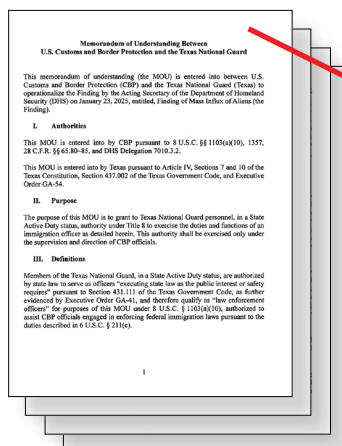 Memorandum of Understanding Between
U.S. Customs and Border Protection and the Texas National Guard
This memorandum of understanding (the MOU) is entered into between U.S.
Customs and Border Protection (CBP) and the Texas National Guard (Texas) to
operationalize the Finding by the Acting Secretary of the Department of Homeland
Security (DHS) on January 23, 2025, entitled, Finding of Mass Influx of Aliens (the
Finding).
I. Authorities
This MOU is entered into by CBP pursuant to 8 U.S.C. §§ 1103(a)(10), 1357,
28 C.F.R. §§ 65.80–85, and DHS Delegation 7010.3.2.
This MOU is entered into by Texas pursuant to Article IV, Sections 7 and 10 of the
Texas Constitution, Section 437.002 of the Texas Government Code, and Executive
Order GA-54.
II. Purpose
The purpose of this MOU is to grant to Texas National Guard personnel, in a State
Active Duty status, authority under Title 8 to exercise the duties and functions of an
immigration officer as detailed herein. This authority shall be exercised only under
the supervision and direction of CBP officials.
III. Definitions
Members of the Texas National Guard, in a State Active Duty status, are authorized
by state law to serve as officers “executing state law as the public interest or safety
requires” pursuant to Section 431.111 of the Texas Government Code, as further
evidenced by Executive Order GA-41, and therefore qualify as “law enforcement
officers” for purposes of this MOU under 8 U.S.C. § 1103(a)(10), authorized to
assist CBP officials engaged in enforcing federal immigration laws pursuant to the
duties described in 6 U.S.C. § 211(c).
1